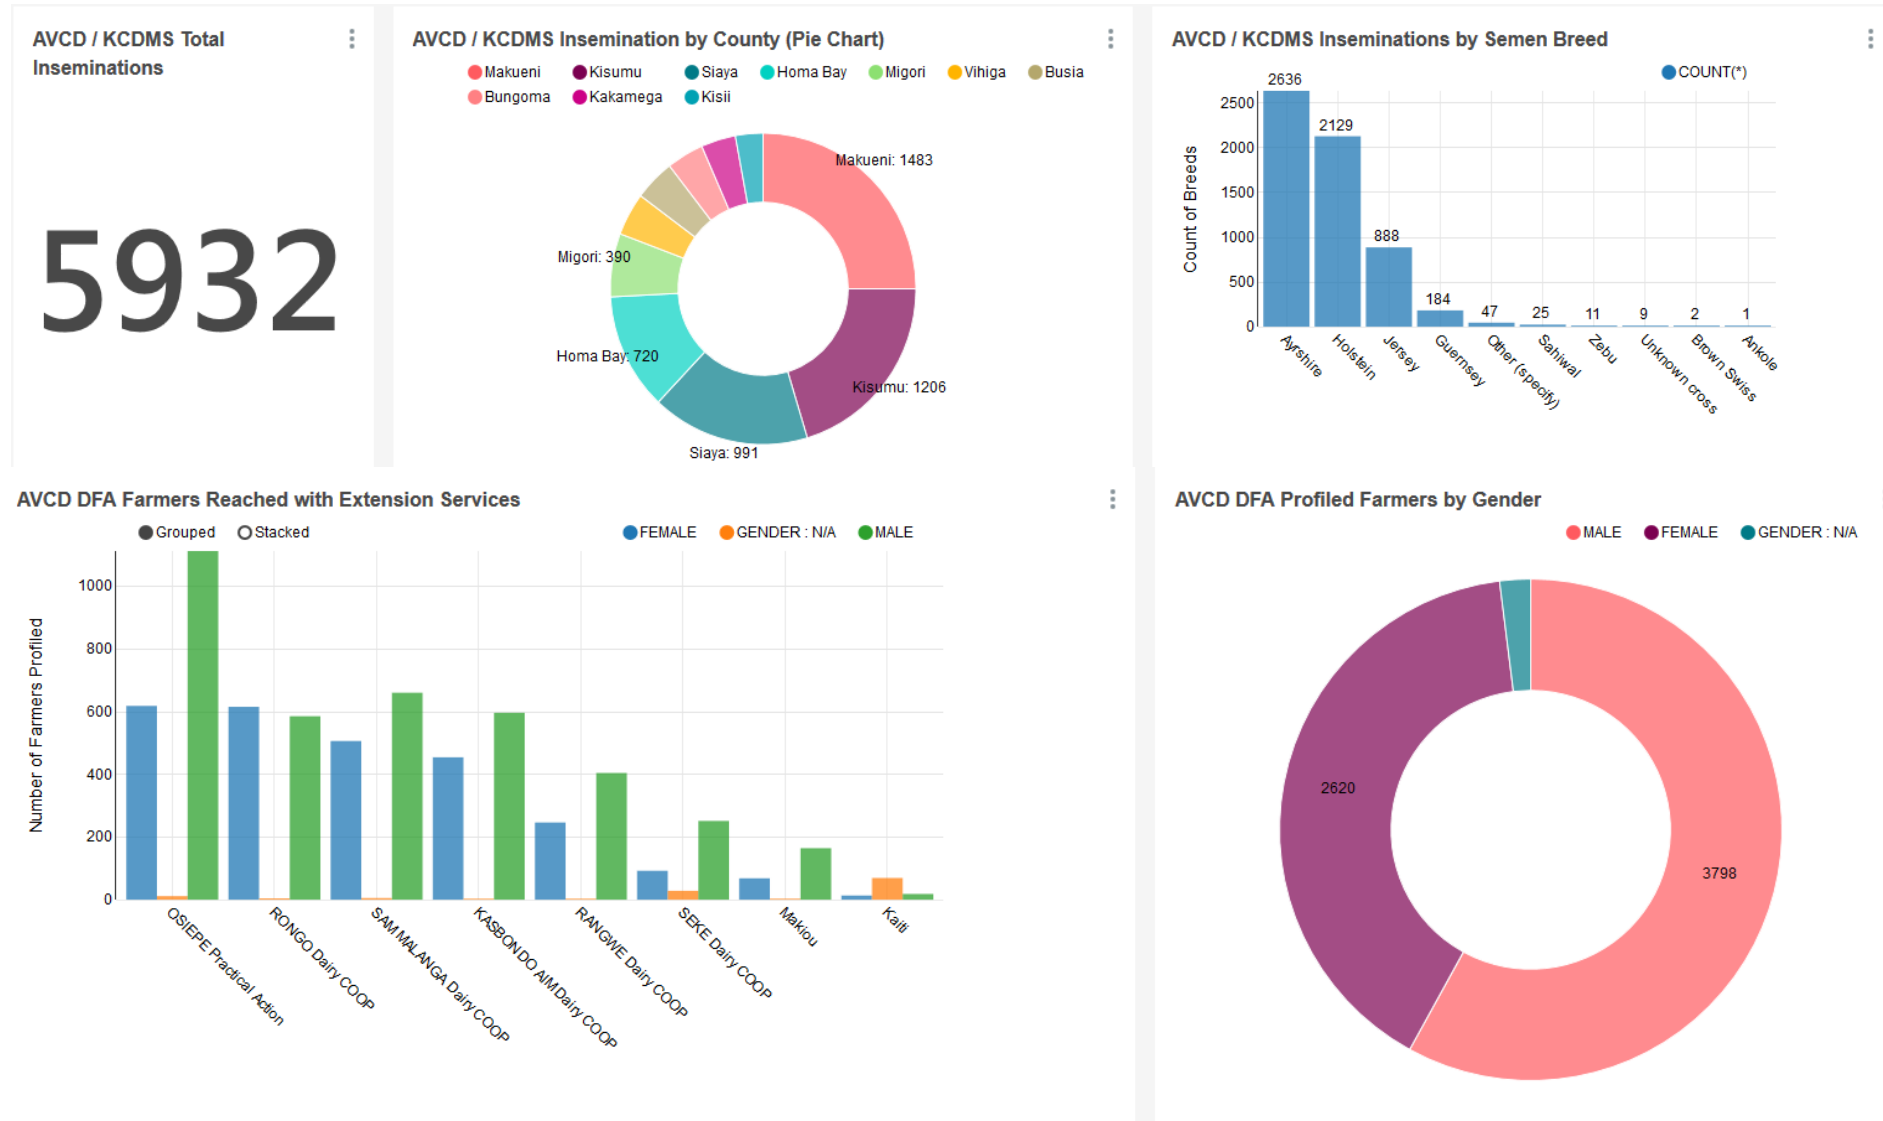 AVCD / KCDMS Total
Inseminations
5932
AVCD / KCDMS Insemination by County (Pie Chart)
Makueni Kisumu Siaya Homa Bay Migori Vihiga Busia
Bungoma Kakamega Kisii
Makueni: 1483
Migori: 390
Homa Bay: 720
Kisumu: 1206
Siaya: 991
AVCD / KCDMS Inseminations by Semen Breed
COUNT(*)
Count of Breeds
2500
2000
1500
1000
500
0
2636
2129
888
184
47
25
11
9
2
1
Ayrshire
Holstein
Jersey
Guernsey
Other (specify)
Sahiwal
Zebu
Unknown cross
Brown Swiss
Ankole
AVCD DFA Farmers Reached with Extension Services
Grouped Stacked
FEMALE GENDER : N/A MALE
Number of Farmers Profiled
1000
800
600
400
200
0
OSIEPE Practical Action
RONGO Dairy COOP
SAM MALANGA Dairy COOP
KASBONDO AIM Dairy COOP
RANGWE Dairy COOP
SEKE Dairy COOP
Makiou
Kaiti
AVCD DFA Profiled Farmers by Gender
MALE FEMALE GENDER : N/A
2620
3798